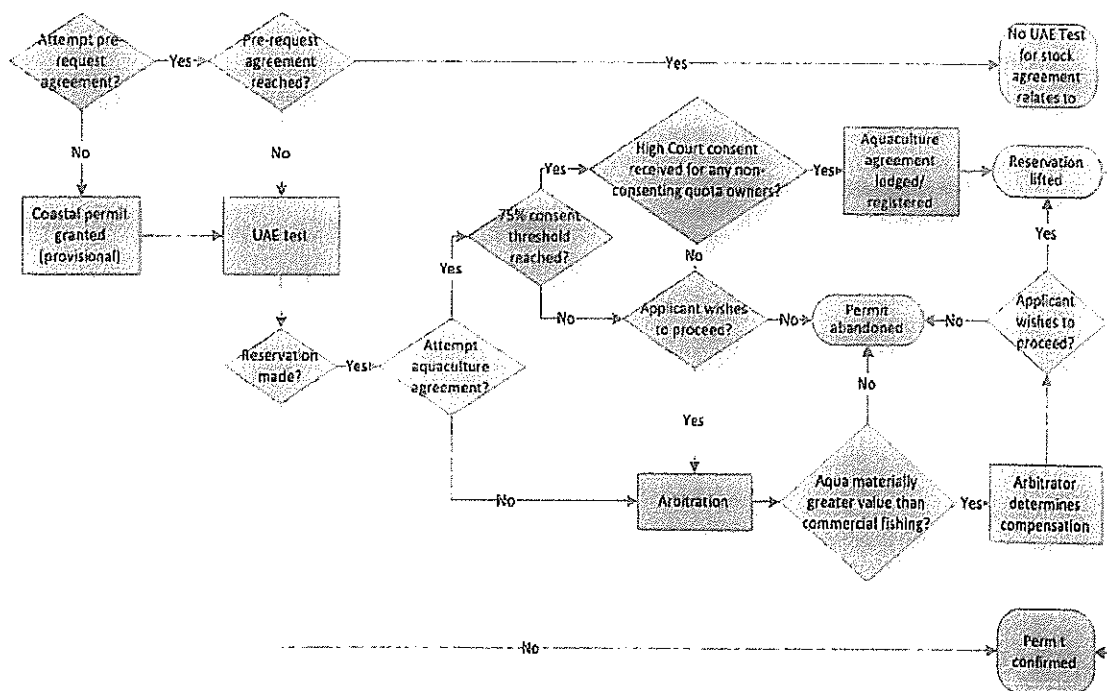 Attempt pre-
request
agreement?
Yes
Pre-request
agreement
reached?
Yes
No UAE Test
for stock
agreement
relates to
No
No
Coastal permit
granted
(provisional)
UAE test
Yes
75% consent
threshold
reached?
Yes
High Court consent
received for any non-
consenting quota owners?
Yes
Aquaculture
agreement
lodged/
registered
Reservation
lifted
No
Yes
No
Applicant wishes
to proceed?
No
Permit
abandoned
No
Applicant
wishes to
proceed?
Reservation
made?
Yes
Attempt
aquaculture
agreement?
Yes
No
No
Arbitration
Aqua materially
greater value than
commercial fishing?
Yes
Arbitrator
determines
compensation
No
Permit
confirmed